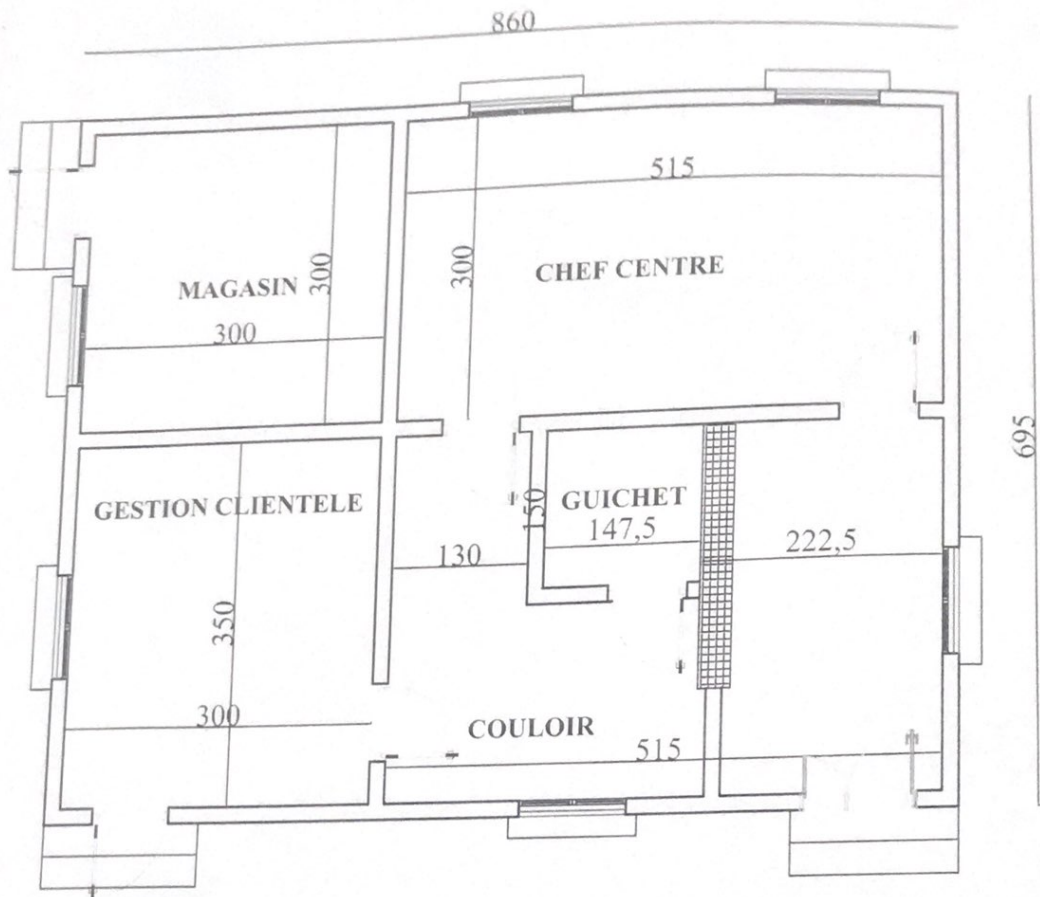 860
515
CHEF CENTRE
300
MAGASIN
300
300
695
GESTION CLIENTELE
GUICHET
150
147,5
222,5
130
350
300
COULOIR
515